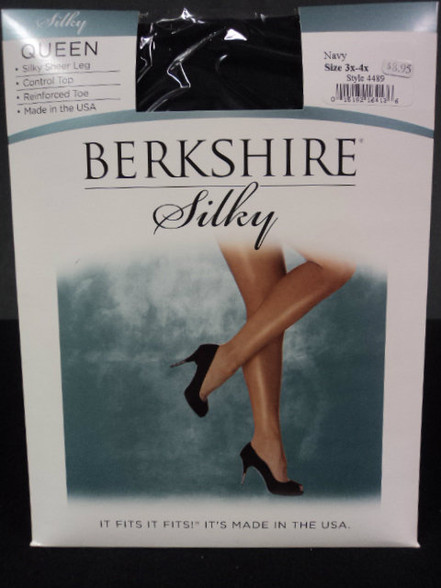 Silky
QUEEN
• Silky Sheer Leg
• Control Top
• Reinforced Toe
• Made in the USA
Navy
Size 3x-4x
Style 4489
$8.95
BERKSHIRE®
Silky
IT FITS IT FITS!® IT'S MADE IN THE USA.